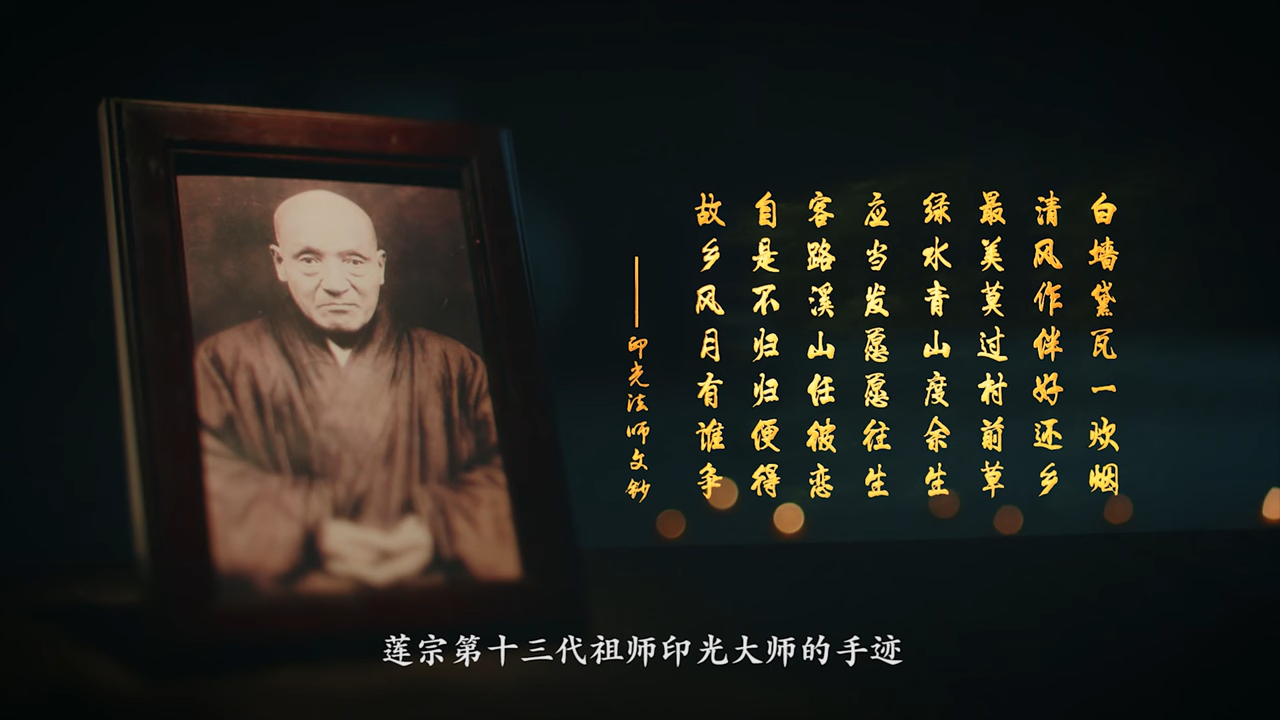 白墙黛瓦一炊烟
清风作伴好还乡
最美莫过村前草
绿水青山度余生
应当发愿愿往生
客路溪山任彼恋
自是不归归便得
故乡风月有谁争
——印光法师文钞
莲宗第十三代祖师印光大师的手迹